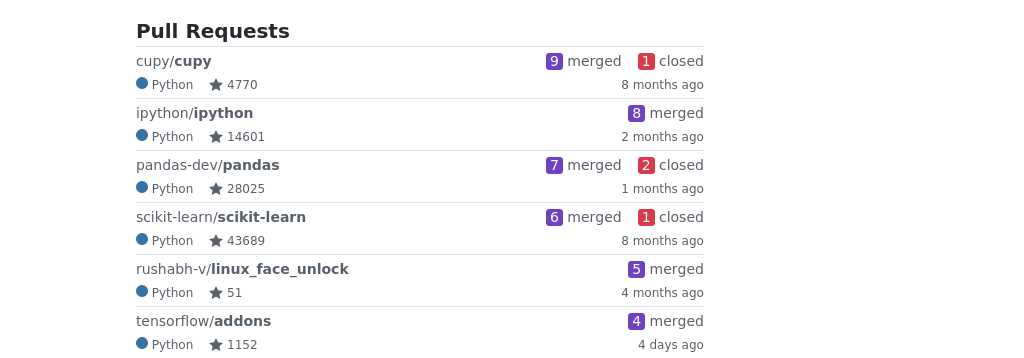 Pull Requests
cupy/cupy 9 merged 1 closed
Python 4770 8 months ago
ipython/ipython 8 merged
Python 14601 2 months ago
pandas-dev/pandas 7 merged 2 closed
Python 28025 1 months ago
scikit-learn/scikit-learn 6 merged 1 closed
Python 43689 8 months ago
rushabh-v/linux_face_unlock 5 merged
Python 51 4 months ago
tensorflow/addons 4 merged
Python 1152 4 days ago